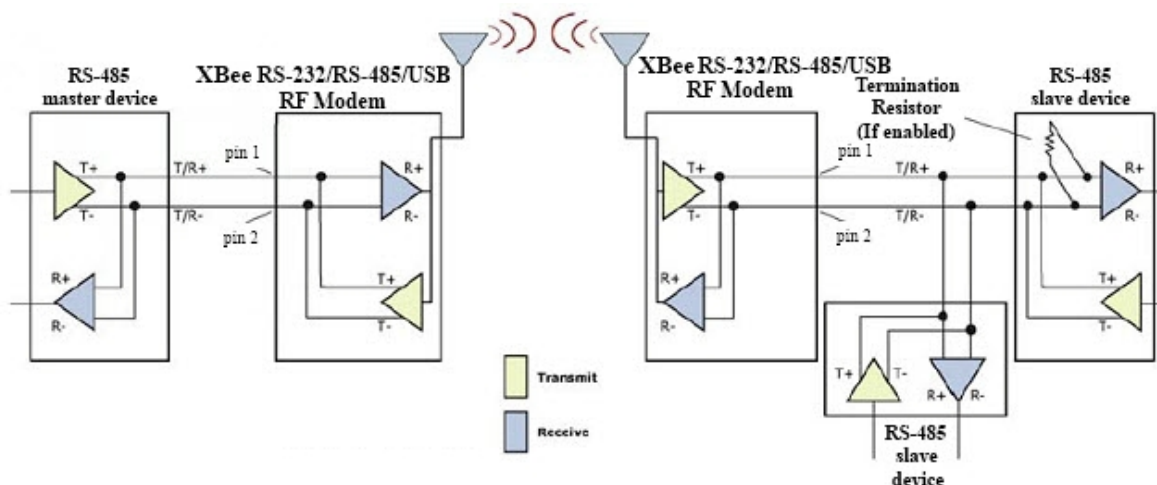 RS-485
master device
XBee RS-232/RS-485/USB
RF Modem
T+
T-
R+
R-
T/R+
T/R-
pin 1
pin 2
R+
R-
T+
T-
XBee RS-232/RS-485/USB
RF Modem
T+
T-
R+
R-
pin 1
pin 2
T/R+
T/R-
Termination
Resistor
(If enabled)
RS-485
slave device
R+
R-
T+
T-
T+
T-
R+
R-
RS-485
slave
device
Transmit
Receive